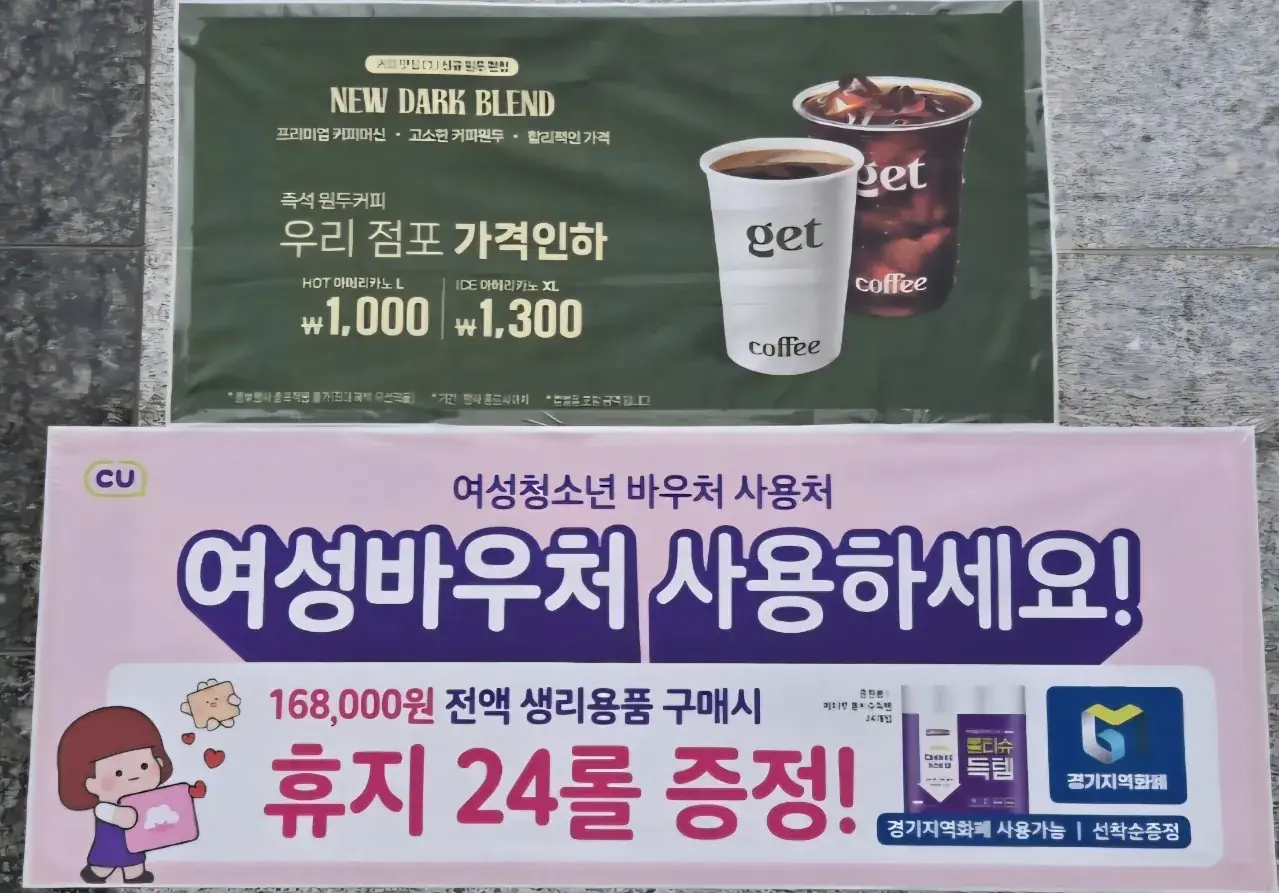 NEW DARK BLEND
프리미엄 커피머신 · 고소한 커피원두 · 합리적인 가격
즉석 원두커피
우리 점포 가격인하
HOT 아메리카노 L
₩1,000
ICE 아메리카노 XL
₩1,300
get
coffee
get
coffee
CU
여성청소년 바우처 사용처
여성바우처 사용하세요!
168,000원 전액 생리용품 구매시
휴지 24롤 증정!
득템
경기지역화폐
경기지역화폐 사용가능 | 선착순증정